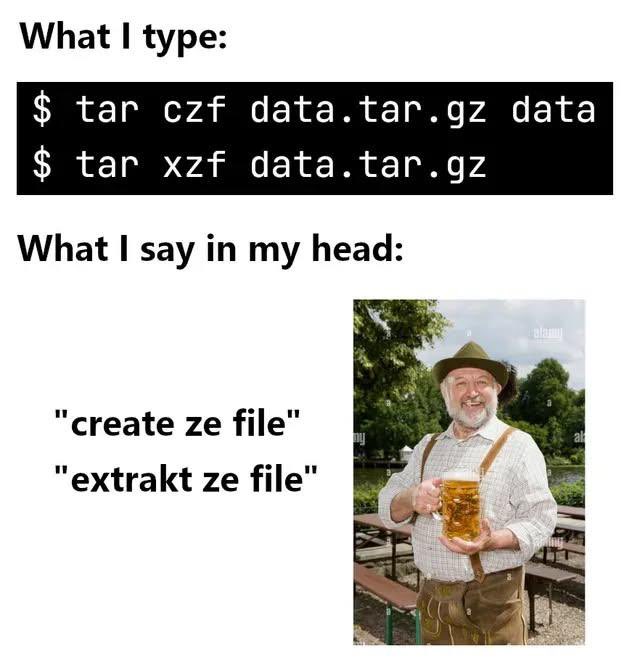 What I type:
$ tar czf data.tar.gz data
$ tar xzf data.tar.gz
What I say in my head:
"create ze file"
"extrakt ze file"
alamy